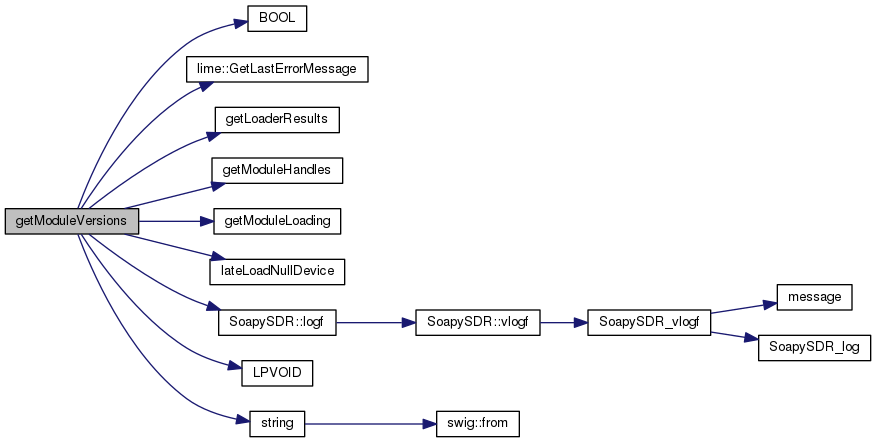 BOOL
lime::GetLastErrorMessage
getLoaderResults
getModuleHandles
getModuleVersions
getModuleLoading
lateLoadNullDevice
SoapySDR::logf
SoapySDR::vlogf
SoapySDR_vlogf
message
SoapySDR_log
LPVOID
string
swig::from